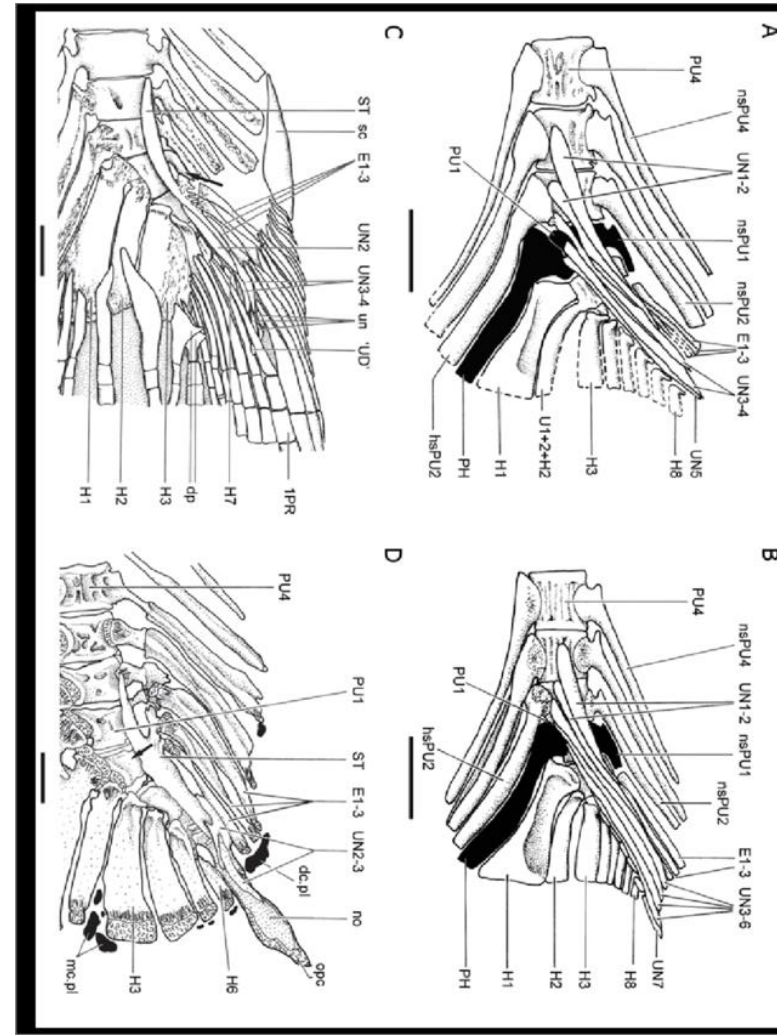 A
PU4
nsPU4
UN1-2
PU1
nsPU1
nsPU2
E1-3
UN3-4
UN5
H8
H3
U1+2+H2
H1
PH
hsPU2
B
PU4
nsPU4
UN1-2
PU1
nsPU1
hsPU2
nsPU2
E1-3
UN3-6
UN7
H8
H3
H2
H1
PH
C
ST
sc
E1-3
UN2
UN3-4
un
'UD'
1PR
H7
dp
H3
H2
H1
D
PU4
PU1
ST
E1-3
UN2-3
dc.pl
nc
opc
H6
H3
mc.pl